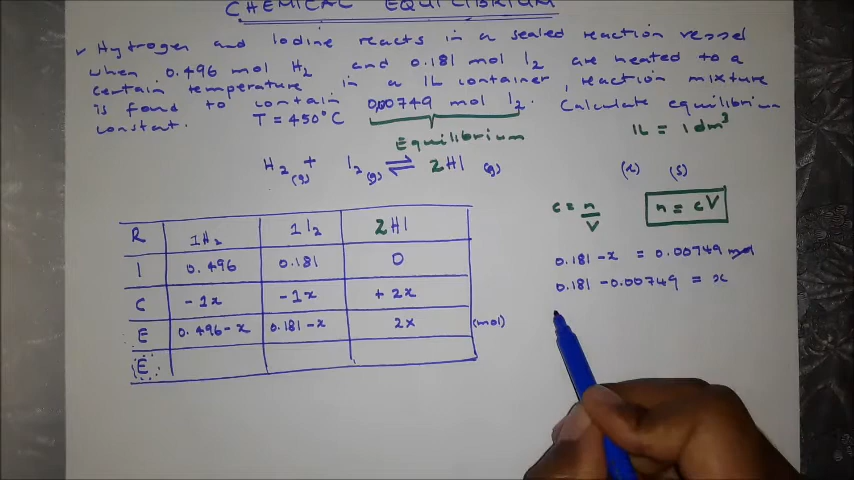 CHEMICAL EQUILIBRIUM
✓ Hydrogen and Iodine reacts in a sealed reaction vessel
when 0.496 mol H2 and 0.181 mol I2 are heated to a
certain temperature in a 1L container, reaction mixture
is found to contain 0,00749 mol I2. Calculate equilibrium
constant. T = 450°C
Equilibrium
1L = 1dm³
H2(g) + I2(g) ⇌ 2HI (g)
(l) (s)
c = n/V
n = cV
R 1H2 1I2 2HI
I 0.496 0.181 0
C -1x -1x +2x
E 0.496-x 0.181-x 2x (mol)
E
0.181-x = 0.00749 mol
0.181 - 0.00749 = x